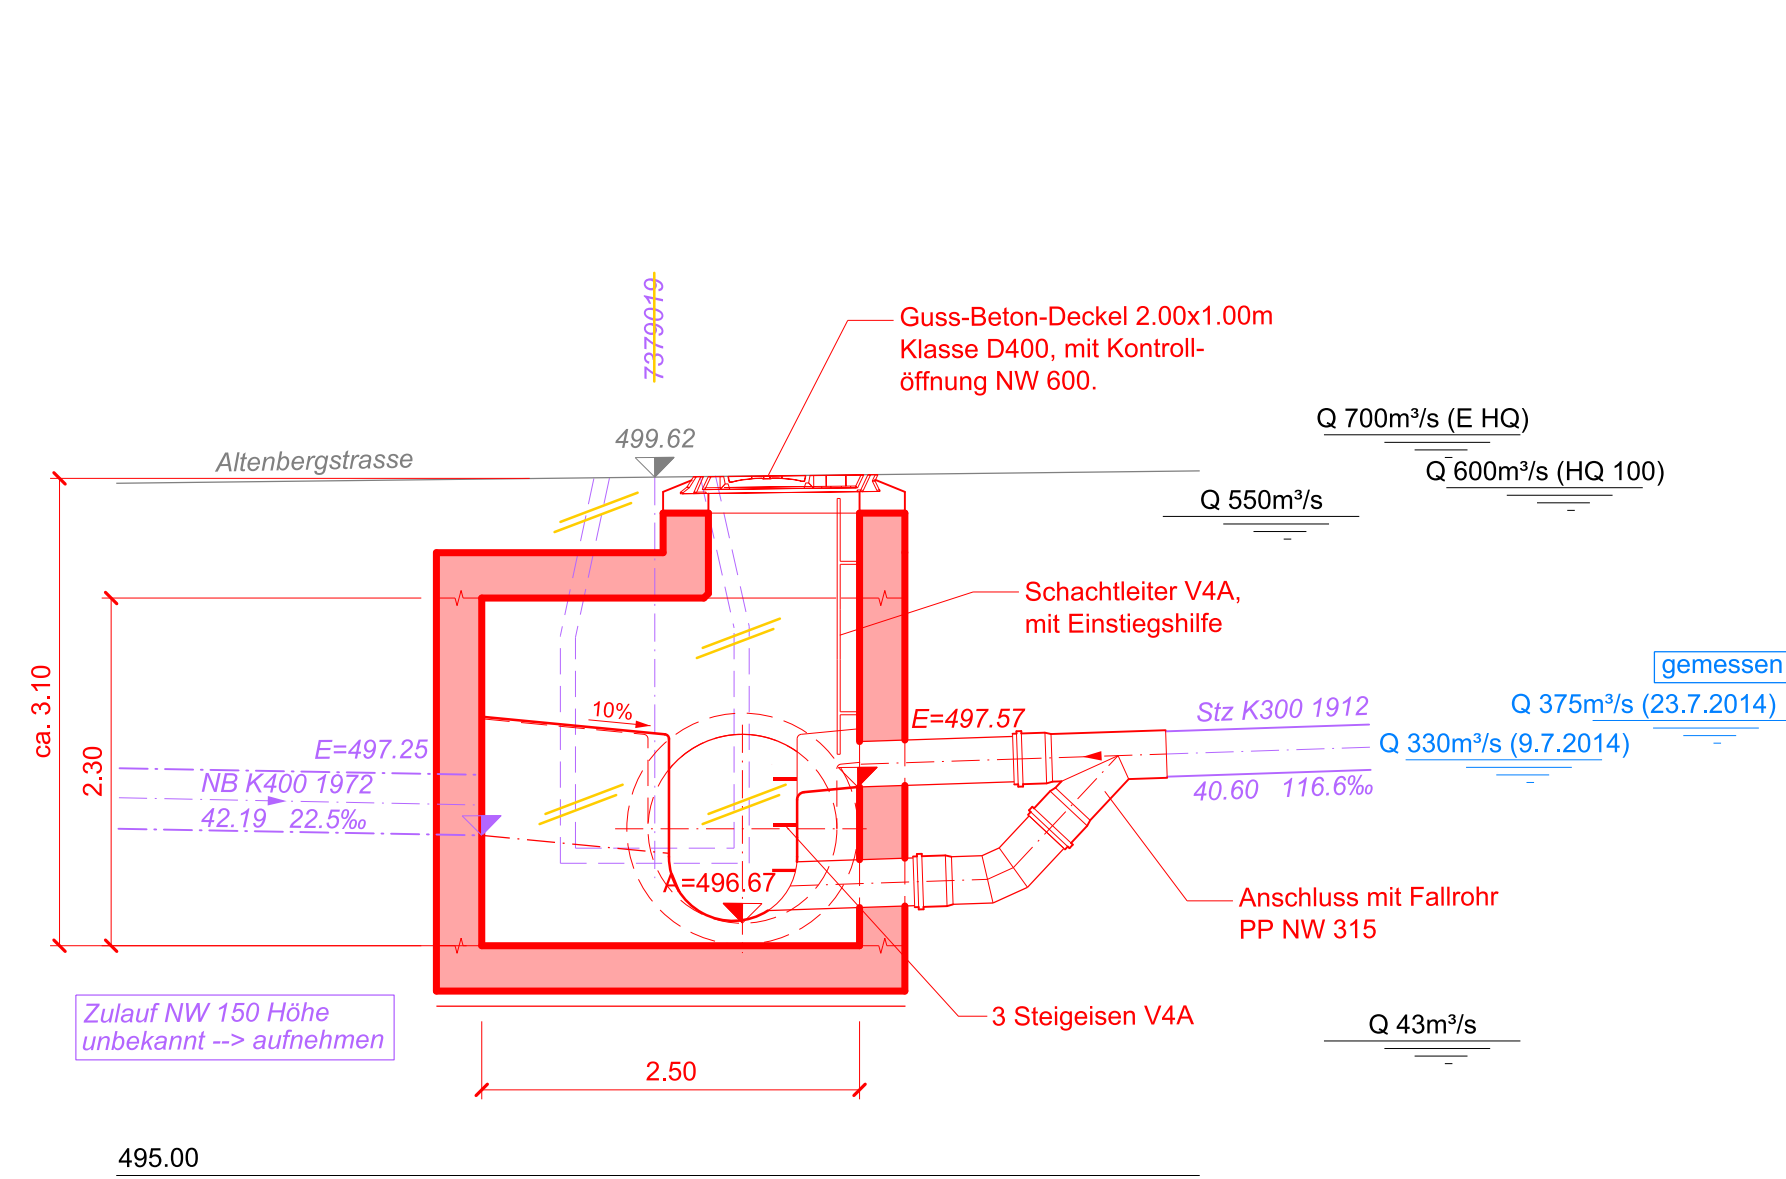 7379019
Guss-Beton-Deckel 2.00x1.00m
Klasse D400, mit Kontroll-
öffnung NW 600.
Q 700m³/s (E HQ)
499.62
Altenbergstrasse
Q 600m³/s (HQ 100)
Q 550m³/s
Schachtleiter V4A,
mit Einstiegshilfe
gemessen
ca. 3.10
2.30
10%
E=497.57
Stz K300 1912
Q 375m³/s (23.7.2014)
E=497.25
Q 330m³/s (9.7.2014)
NB K400 1972
40.60 116.6‰
42.19 22.5‰
A=496.67
Anschluss mit Fallrohr
PP NW 315
Zulauf NW 150 Höhe
unbekannt --> aufnehmen
3 Steigeisen V4A
Q 43m³/s
2.50
495.00